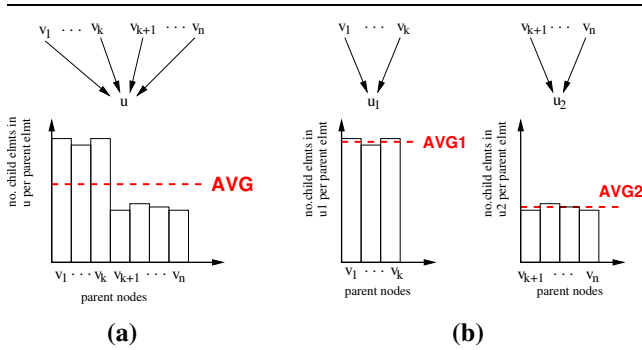 v1 · · · vk vk+1 · · · vn
u
no. child elmts in
u per parent elmt
AVG
v1 · · · vk vk+1 · · · vn
parent nodes
(a)
v1 · · · vk
u1
no. child elmts in
u1 per parent elmt
AVG1
v1 · · · vk
parent nodes
vk+1 · · · vn
u2
no. child elmts in
u2 per parent elmt
AVG2
vk+1 · · · vn
parent nodes
(b)